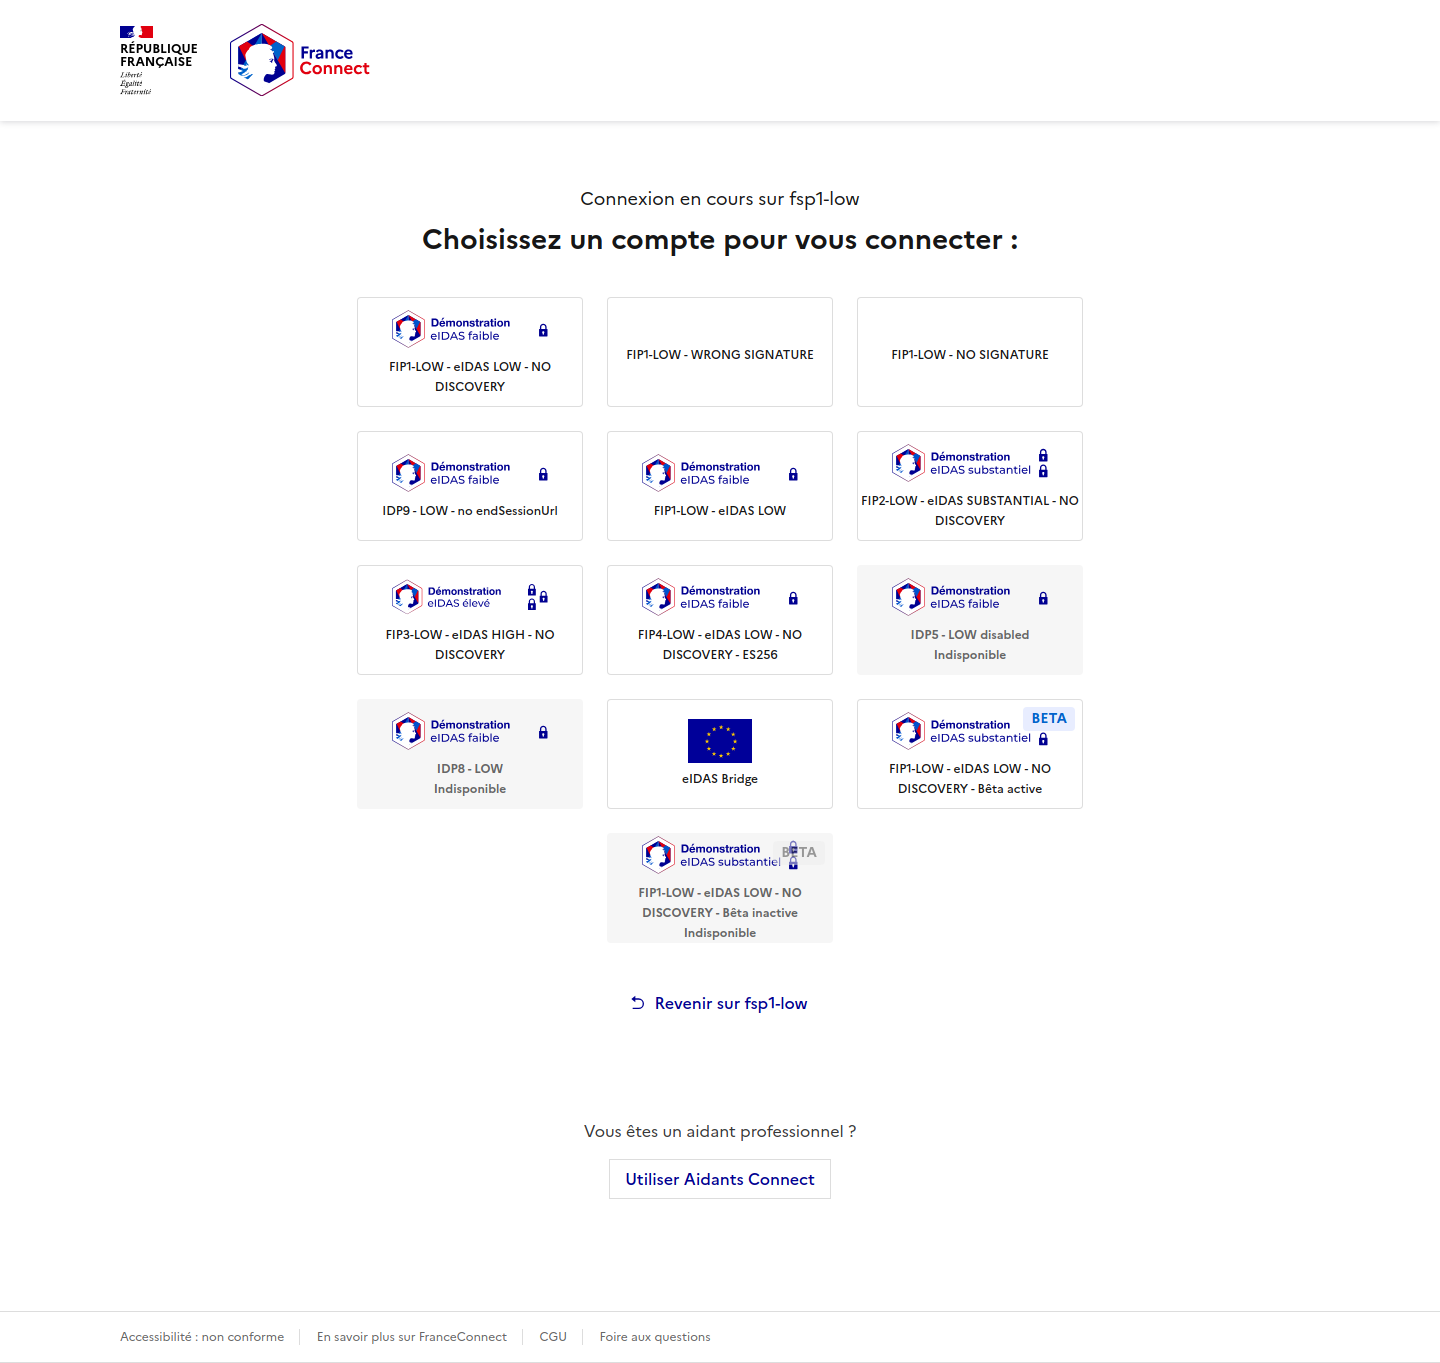 RÉPUBLIQUE
FRANÇAISE
Liberté
Égalité
Fraternité
France
Connect
Connexion en cours sur fsp1-low
Choisissez un compte pour vous connecter :
Démonstration
eIDAS faible
FIP1-LOW - eIDAS LOW - NO
DISCOVERY
FIP1-LOW - WRONG SIGNATURE
FIP1-LOW - NO SIGNATURE
Démonstration
eIDAS faible
IDP9 - LOW - no endSessionUrl
Démonstration
eIDAS faible
FIP1-LOW - eIDAS LOW
Démonstration
eIDAS substantiel
FIP2-LOW - eIDAS SUBSTANTIAL - NO
DISCOVERY
Démonstration
eIDAS élevé
FIP3-LOW - eIDAS HIGH - NO
DISCOVERY
Démonstration
eIDAS faible
FIP4-LOW - eIDAS LOW - NO
DISCOVERY - ES256
Démonstration
eIDAS faible
IDP5 - LOW disabled
Indisponible
Démonstration
eIDAS faible
IDP8 - LOW
Indisponible
eIDAS Bridge
BETA
Démonstration
eIDAS substantiel
FIP1-LOW - eIDAS LOW - NO
DISCOVERY - Bêta active
Démonstration
eIDAS substantiel
BETA
FIP1-LOW - eIDAS LOW - NO
DISCOVERY - Bêta inactive
Indisponible
Revenir sur fsp1-low
Vous êtes un aidant professionnel ?
Utiliser Aidants Connect
Accessibilité : non conforme
En savoir plus sur FranceConnect
CGU
Foire aux questions